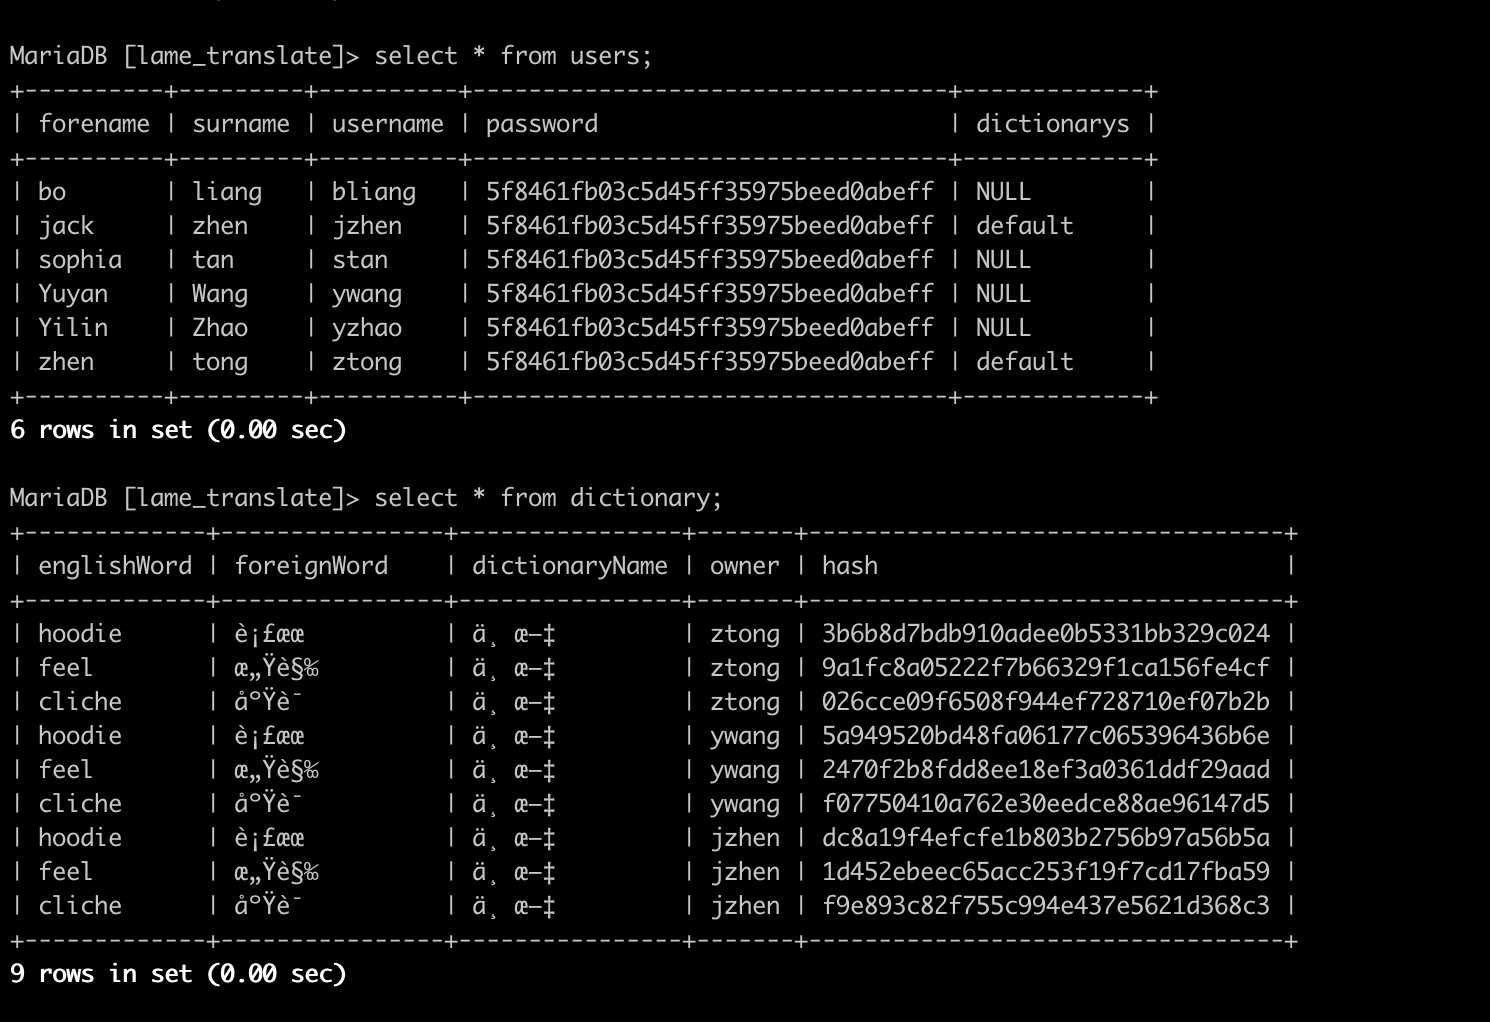 MariaDB [lame_translate]> select * from users;
+----------+---------+----------+----------------------------------+-------------+
| forename | surname | username | password                         | dictionarys |
+----------+---------+----------+----------------------------------+-------------+
| bo       | liang   | bliang   | 5f8461fb03c5d45ff35975beed0abeff | NULL        |
| jack     | zhen    | jzhen    | 5f8461fb03c5d45ff35975beed0abeff | default     |
| sophia   | tan     | stan     | 5f8461fb03c5d45ff35975beed0abeff | NULL        |
| Yuyan    | Wang    | ywang    | 5f8461fb03c5d45ff35975beed0abeff | NULL        |
| Yilin    | Zhao    | yzhao    | 5f8461fb03c5d45ff35975beed0abeff | NULL        |
| zhen     | tong    | ztong    | 5f8461fb03c5d45ff35975beed0abeff | default     |
+----------+---------+----------+----------------------------------+-------------+
6 rows in set (0.00 sec)
MariaDB [lame_translate]> select * from dictionary;
+-------------+----------------+----------------+-------+----------------------------------+
| englishWord | foreignWord    | dictionaryName | owner | hash                             |
+-------------+----------------+----------------+-------+----------------------------------+
| hoodie      | è¡£æœ          | ä¸ æ–‡         | ztong | 3b6b8d7bdb910adee0b5331bb329c024 |
| feel        | æ„Ÿè§‰         | ä¸ æ–‡         | ztong | 9a1fc8a05222f7b66329f1ca156fe4cf |
| cliche      | åºŸè¯          | ä¸ æ–‡         | ztong | 026cce09f6508f944ef728710ef07b2b |
| hoodie      | è¡£æœ          | ä¸ æ–‡         | ywang | 5a949520bd48fa06177c065396436b6e |
| feel        | æ„Ÿè§‰         | ä¸ æ–‡         | ywang | 2470f2b8fdd8ee18ef3a0361ddf29aad |
| cliche      | åºŸè¯          | ä¸ æ–‡         | ywang | f07750410a762e30eedce88ae96147d5 |
| hoodie      | è¡£æœ          | ä¸ æ–‡         | jzhen | dc8a19f4efcfe1b803b2756b97a56b5a |
| feel        | æ„Ÿè§‰         | ä¸ æ–‡         | jzhen | 1d452ebeec65acc253f19f7cd17fba59 |
| cliche      | åºŸè¯          | ä¸ æ–‡         | jzhen | f9e893c82f755c994e437e5621d368c3 |
+-------------+----------------+----------------+-------+----------------------------------+
9 rows in set (0.00 sec)